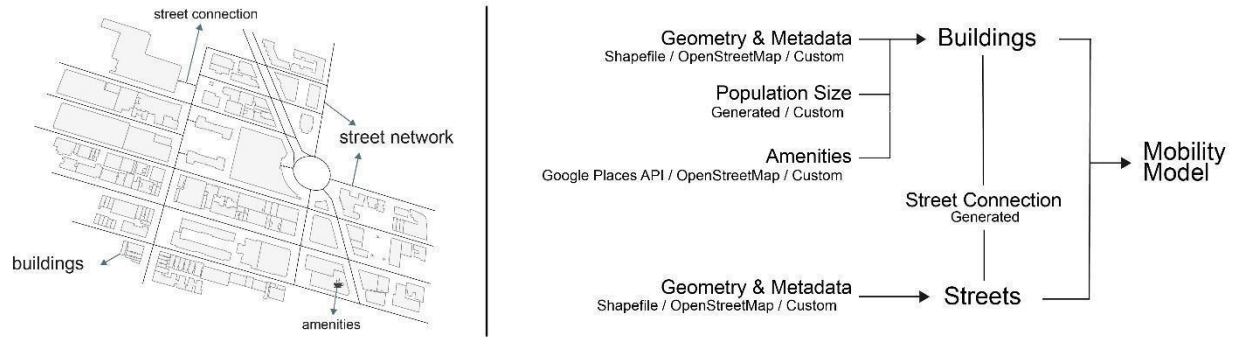 street connection
street network
buildings
amenities
Geometry & Metadata
Shapefile / OpenStreetMap / Custom
Population Size
Generated / Custom
Amenities
Google Places API / OpenStreetMap / Custom
Geometry & Metadata
Shapefile / OpenStreetMap / Custom
Buildings
Street Connection
Generated
Streets
Mobility
Model